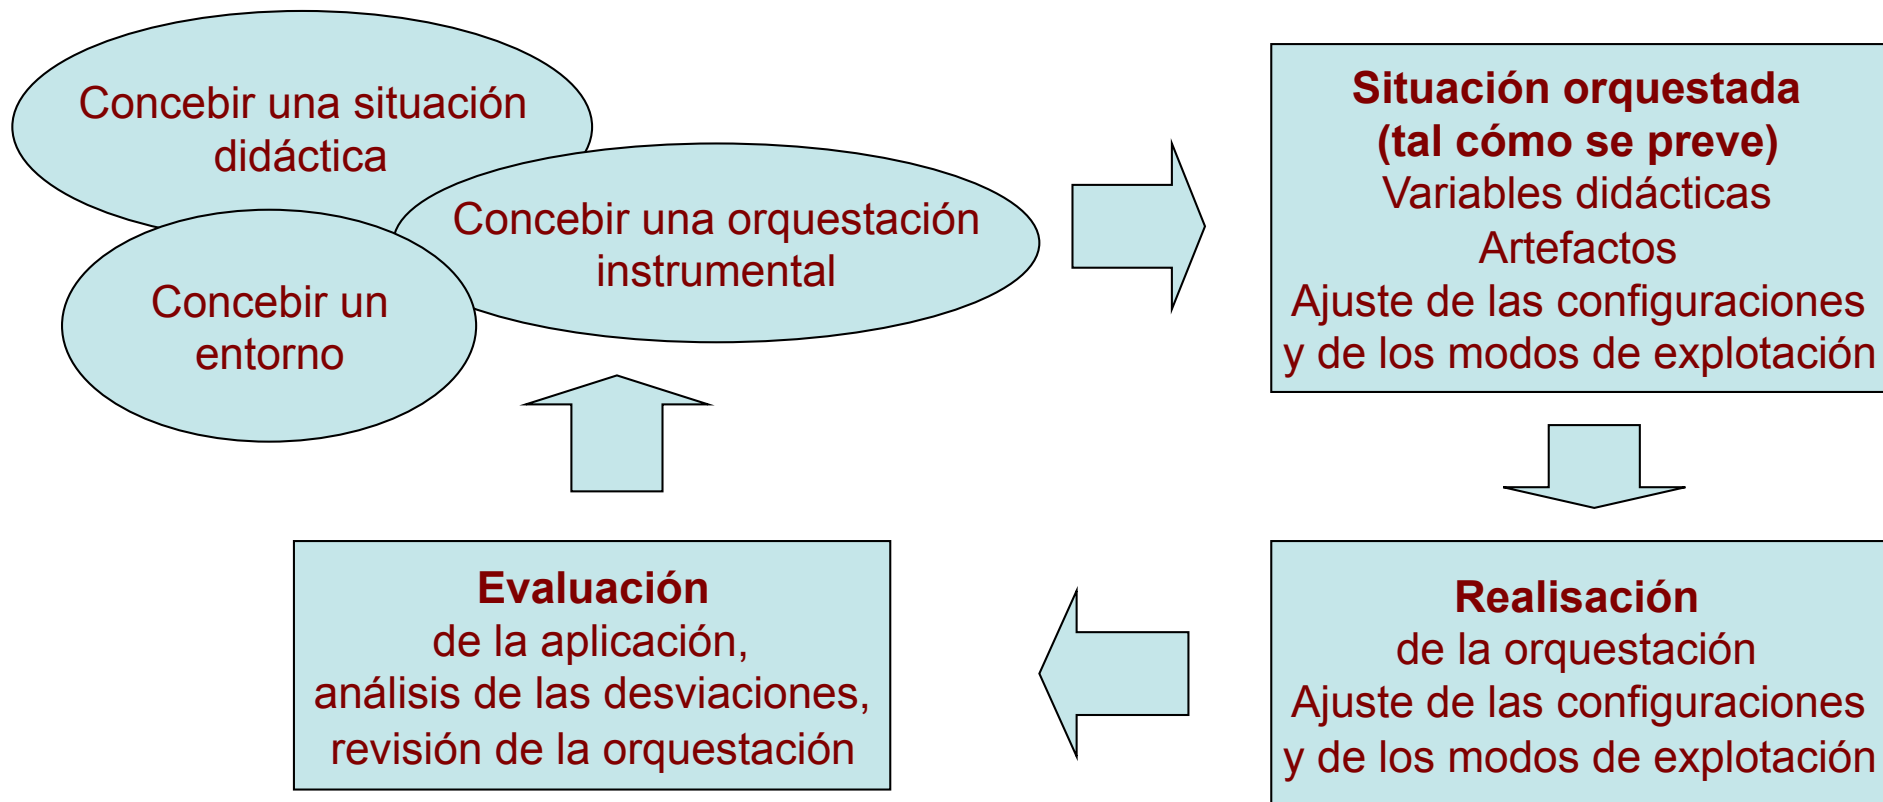 Concebir una situación
didáctica
Concebir una orquestación
instrumental
Concebir un
entorno
Situación orquestada
(tal cómo se preve)
Variables didácticas
Artefactos
Ajuste de las configuraciones
y de los modos de explotación
Evaluación
de la aplicación,
análisis de las desviaciones,
revisión de la orquestación
Realisación
de la orquestación
Ajuste de las configuraciones
y de los modos de explotación